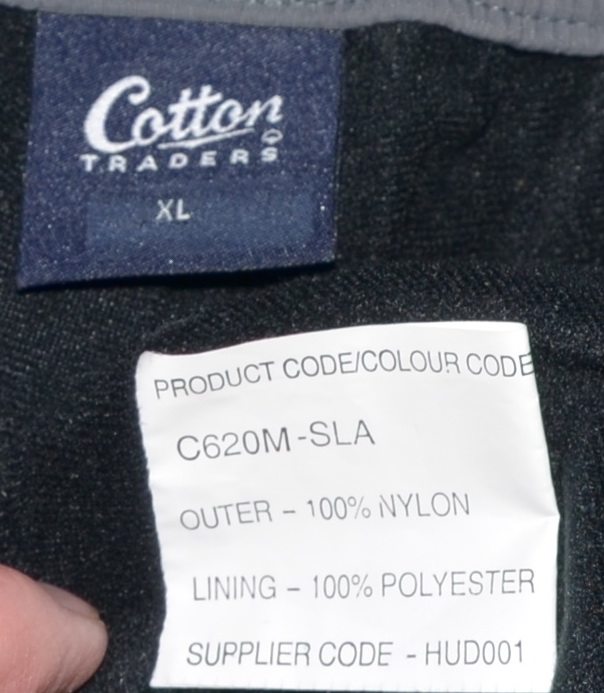 Cotton
TRADERS
XL
PRODUCT CODE/COLOUR CODE
C620M-SLA
OUTER - 100% NYLON
LINING - 100% POLYESTER
SUPPLIER CODE - HUD001